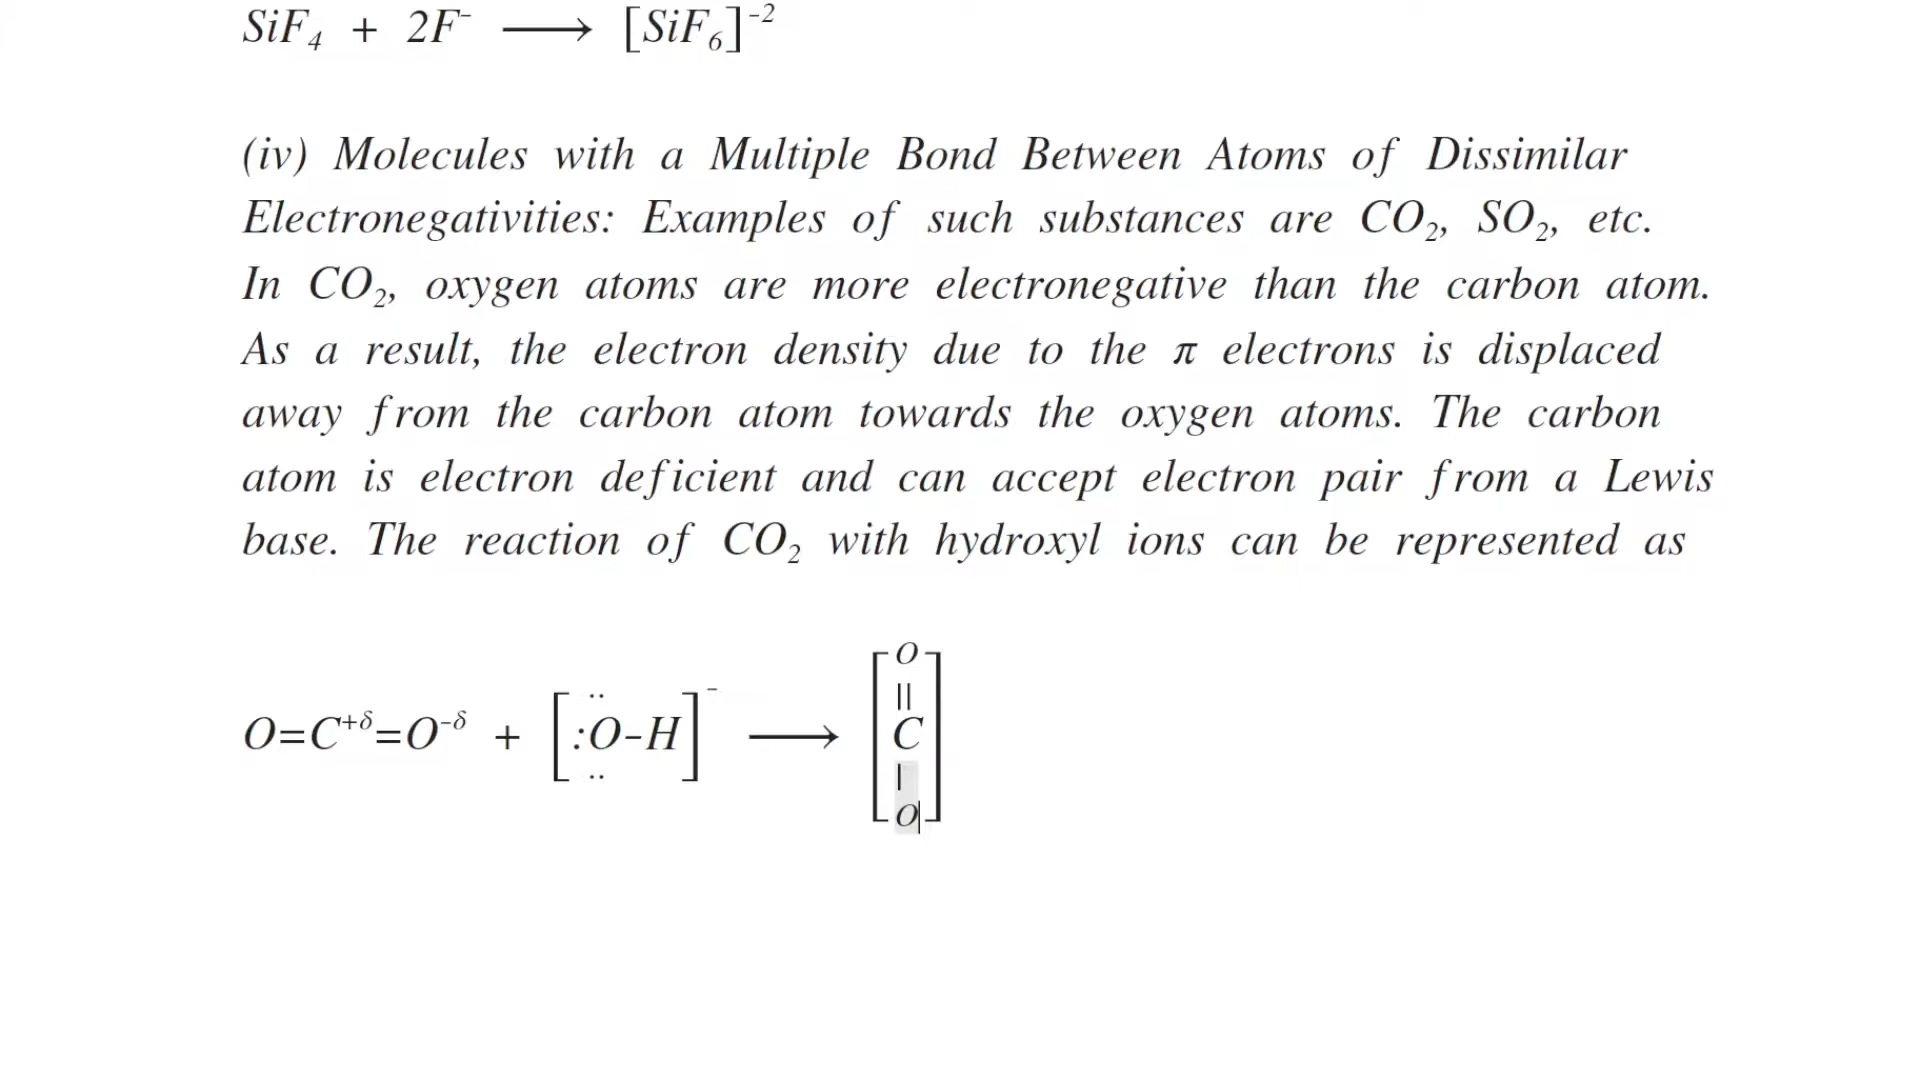 SiF₄ + 2F⁻ ⟶ [SiF₆]⁻²
(iv) Molecules with a Multiple Bond Between Atoms of Dissimilar
Electronegativities: Examples of such substances are CO₂, SO₂, etc.
In CO₂, oxygen atoms are more electronegative than the carbon atom.
As a result, the electron density due to the π electrons is displaced
away from the carbon atom towards the oxygen atoms. The carbon
atom is electron deficient and can accept electron pair from a Lewis
base. The reaction of CO₂ with hydroxyl ions can be represented as
O
||
O=C⁺ᵟ=O⁻ᵟ + [:Ö-H]⁻ ⟶ [C]
..
|
O